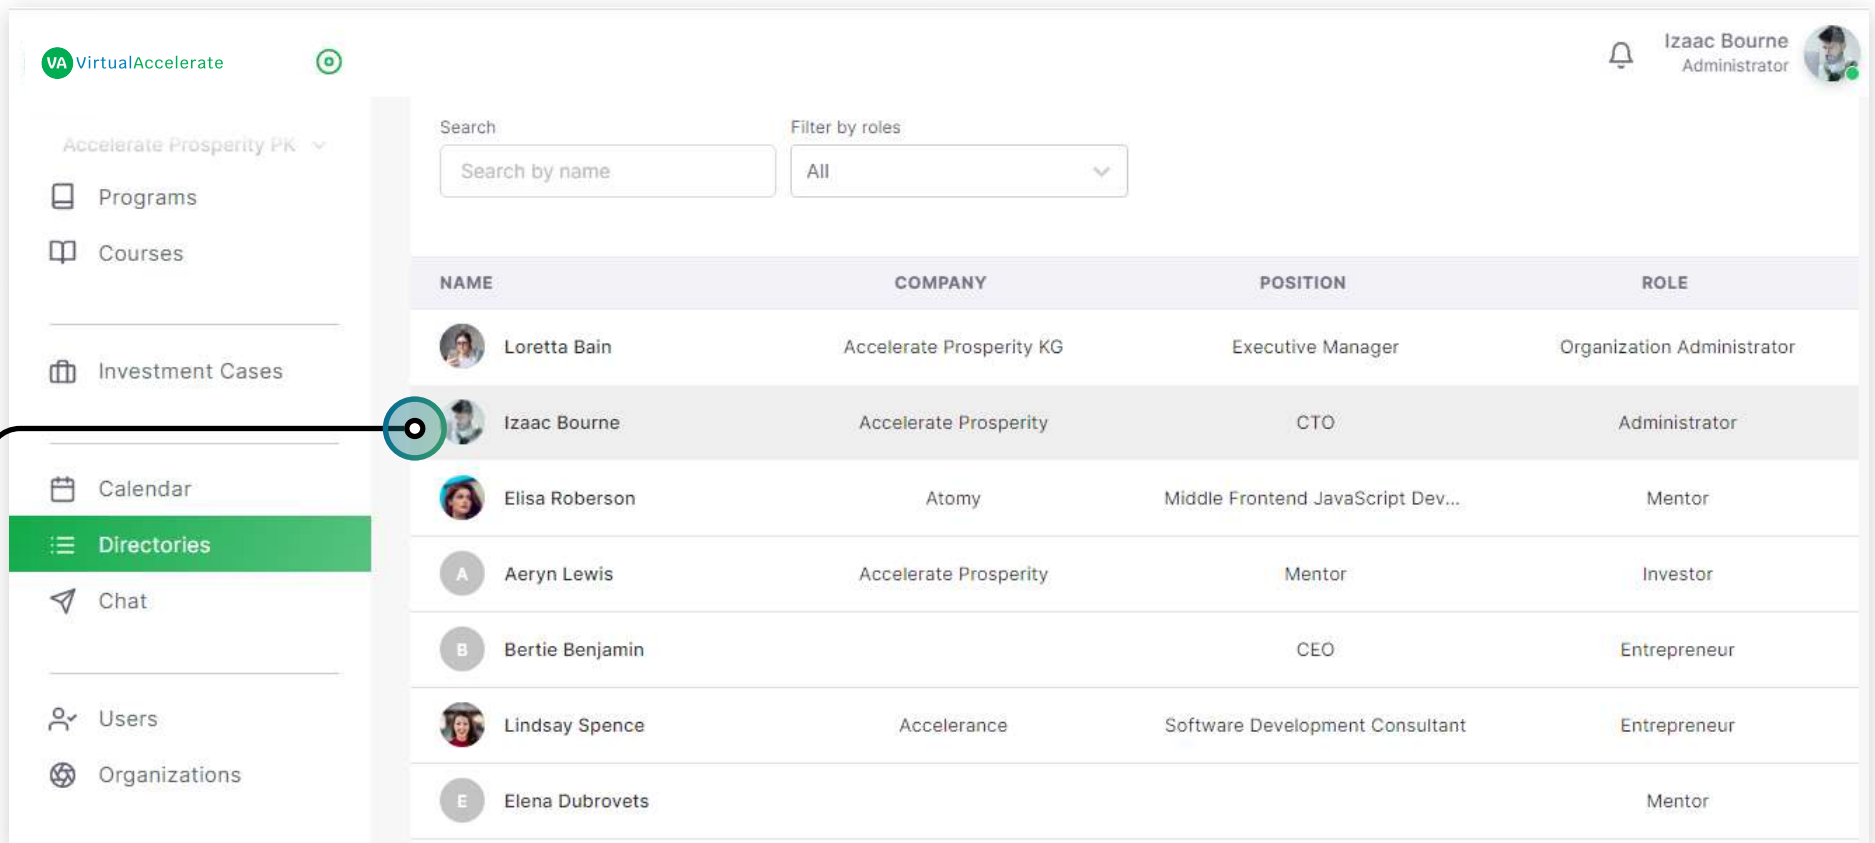 VA VirtualAccelerate
Izaac Bourne
Administrator
Accelerate Prosperity PK
Programs
Courses
Investment Cases
Calendar
Directories
Chat
Users
Organizations
Search
Filter by roles
Search by name
All
NAME COMPANY POSITION ROLE
Loretta Bain Accelerate Prosperity KG Executive Manager Organization Administrator
Izaac Bourne Accelerate Prosperity CTO Administrator
Elisa Roberson Atomy Middle Frontend JavaScript Dev... Mentor
A Aeryn Lewis Accelerate Prosperity Mentor Investor
B Bertie Benjamin CEO Entrepreneur
Lindsay Spence Accelerance Software Development Consultant Entrepreneur
E Elena Dubrovets Mentor